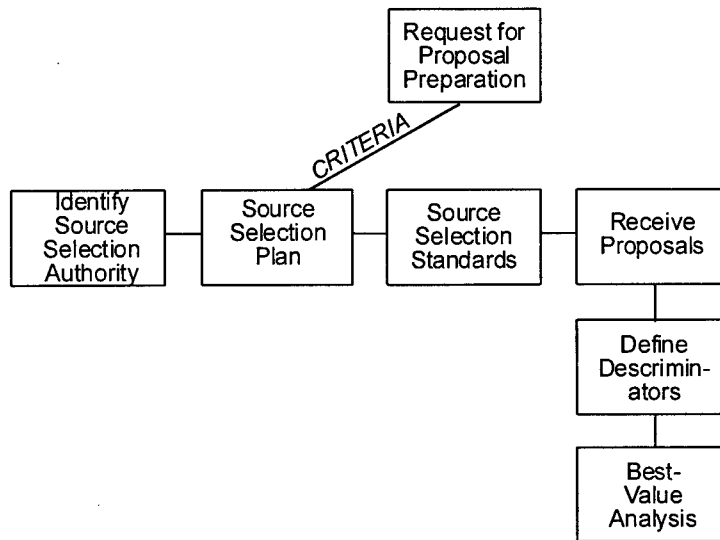 Request for
Proposal
Preparation
CRITERIA
Identify
Source
Selection
Authority
Source
Selection
Plan
Source
Selection
Standards
Receive
Proposals
Define
Descrimin-
ators
Best-
Value
Analysis